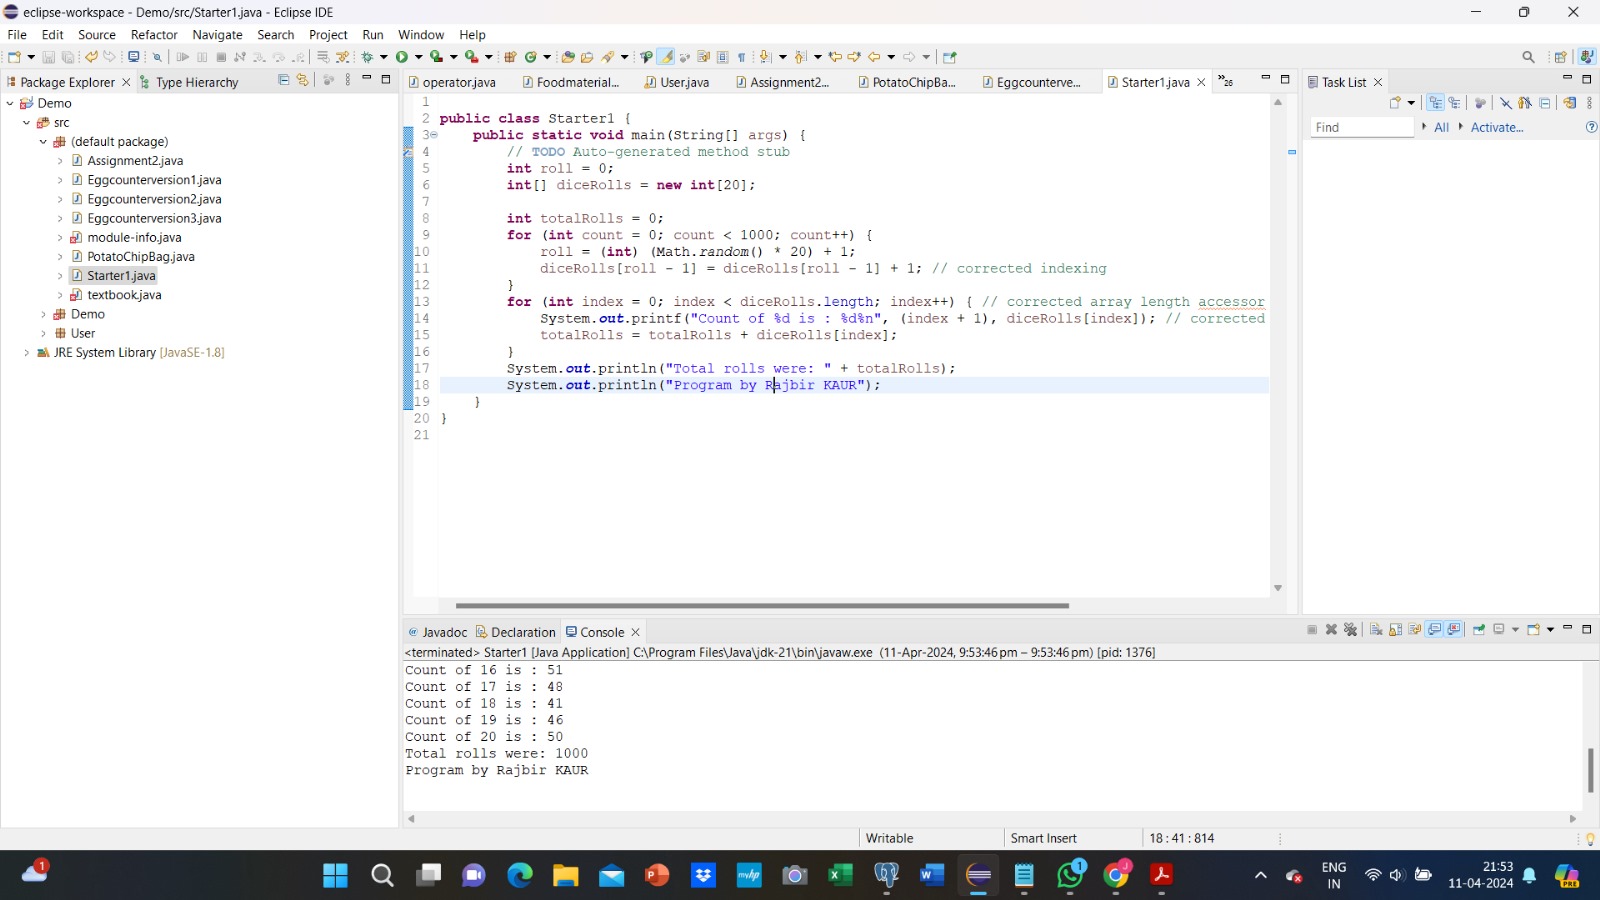 eclipse-workspace - Demo/src/Starter1.java - Eclipse IDE
File Edit Source Refactor Navigate Search Project Run Window Help
Package Explorer Type Hierarchy
operator.java Foodmaterial... User.java Assignment2... PotatoChipBa... Eggcounterve... Starter1.java »26
Task List
Find All Activate...
Demo
src
(default package)
Assignment2.java
Eggcounterversion1.java
Eggcounterversion2.java
Eggcounterversion3.java
module-info.java
PotatoChipBag.java
Starter1.java
textbook.java
Demo
User
JRE System Library [JavaSE-1.8]
1
2 public class Starter1 {
3 public static void main(String[] args) {
4 // TODO Auto-generated method stub
5 int roll = 0;
6 int[] diceRolls = new int[20];
7
8 int totalRolls = 0;
9 for (int count = 0; count < 1000; count++) {
10 roll = (int) (Math.random() * 20) + 1;
11 diceRolls[roll - 1] = diceRolls[roll - 1] + 1; // corrected indexing
12 }
13 for (int index = 0; index < diceRolls.length; index++) { // corrected array length accessor
14 System.out.printf("Count of %d is : %d%n", (index + 1), diceRolls[index]); // corrected
15 totalRolls = totalRolls + diceRolls[index];
16 }
17 System.out.println("Total rolls were: " + totalRolls);
18 System.out.println("Program by Rajbir KAUR");
19 }
20 }
21
Javadoc Declaration Console
<terminated> Starter1 [Java Application] C:\Program Files\Java\jdk-21\bin\javaw.exe (11-Apr-2024, 9:53:46 pm – 9:53:46 pm) [pid: 1376]
Count of 16 is : 51
Count of 17 is : 48
Count of 18 is : 41
Count of 19 is : 46
Count of 20 is : 50
Total rolls were: 1000
Program by Rajbir KAUR
Writable Smart Insert 18 : 41 : 814
1
1
ENG
IN
21:53
11-04-2024